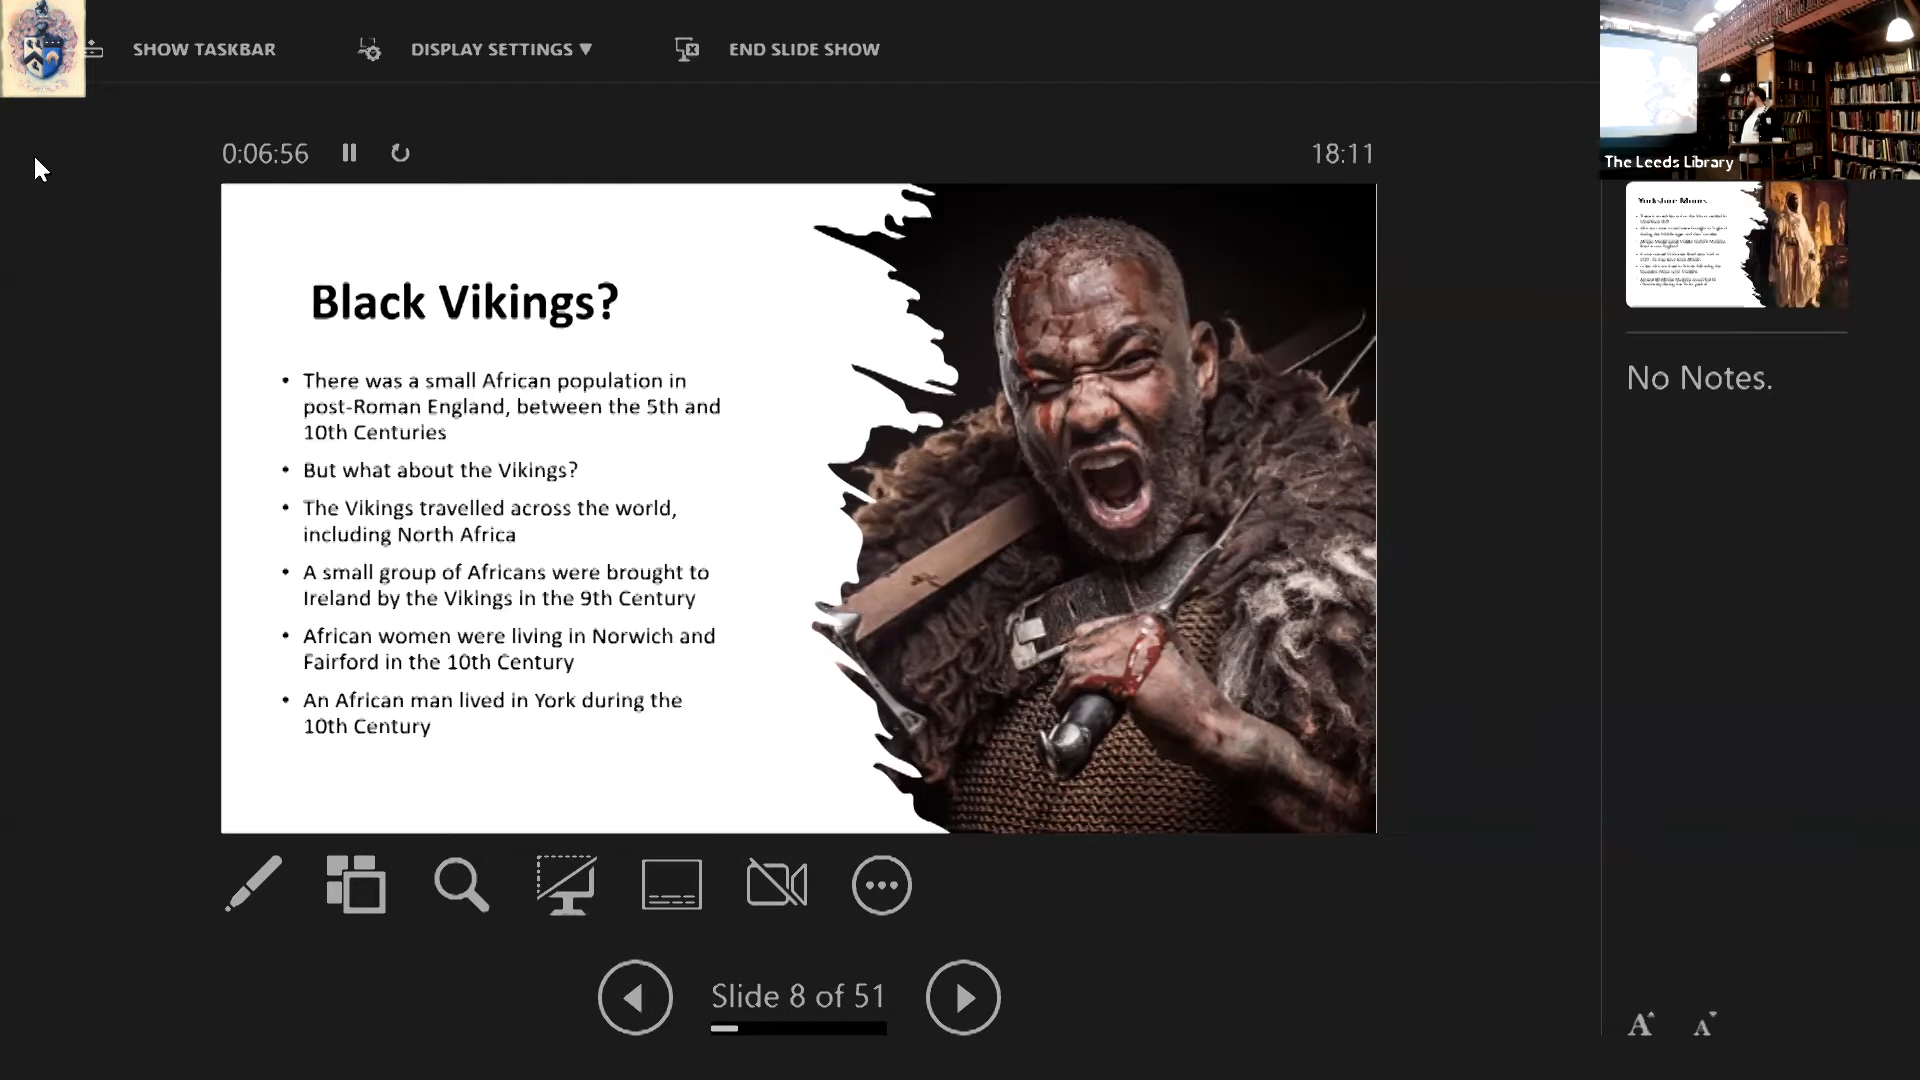 SHOW TASKBAR
DISPLAY SETTINGS ▼
END SLIDE SHOW
0:06:56
18:11
The Leeds Library
Black Vikings?
• There was a small African population in
post-Roman England, between the 5th and
10th Centuries
• But what about the Vikings?
• The Vikings travelled across the world,
including North Africa
• A small group of Africans were brought to
Ireland by the Vikings in the 9th Century
• African women were living in Norwich and
Fairford in the 10th Century
• An African man lived in York during the
10th Century
Yorkshire Moors
No Notes.
Slide 8 of 51
A
A